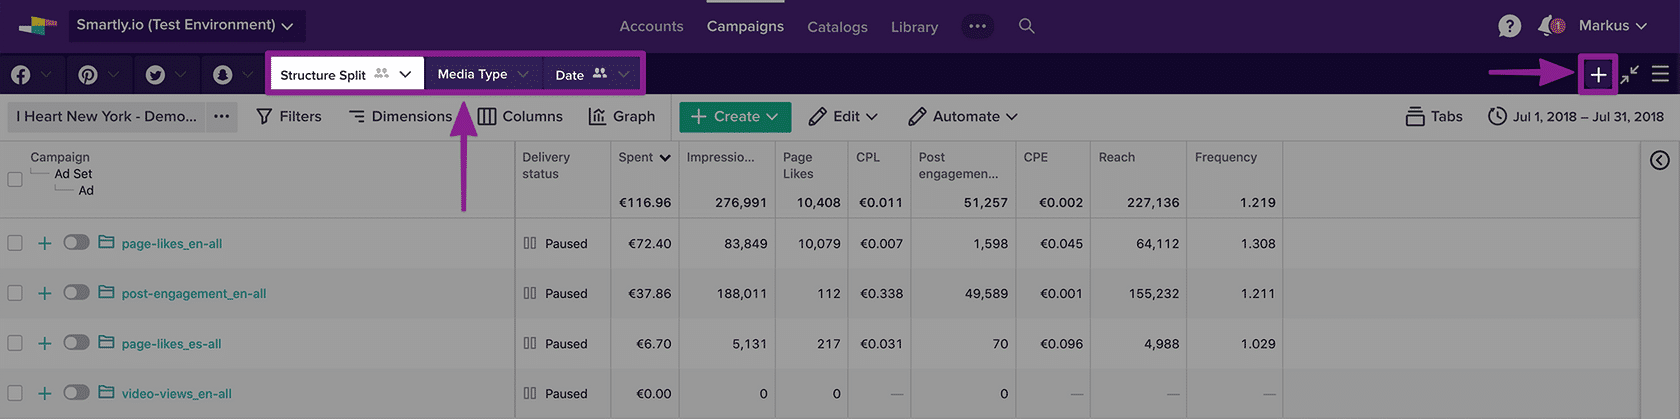 Smartly.io (Test Environment)
Accounts
Campaigns
Catalogs
Library
Markus
Structure Split
Media Type
Date
I Heart New York - Demo...
Filters
Dimensions
Columns
Graph
+ Create
Edit
Automate
Tabs
Jul 1, 2018 – Jul 31, 2018
Campaign
Ad Set
Ad
Delivery
status
Spent
Impressio...
Page
Likes
CPL
Post
engagemen...
CPE
Reach
Frequency
€116.96 276,991 10,408 €0.011 51,257 €0.002 227,136 1.219
page-likes_en-all Paused €72.40 83,849 10,079 €0.007 1,598 €0.045 64,112 1.308
post-engagement_en-all Paused €37.86 188,011 112 €0.338 49,589 €0.001 155,232 1.211
page-likes_es-all Paused €6.70 5,131 217 €0.031 70 €0.096 4,988 1.029
video-views_en-all Paused €0.00 0 0 — 0 — — —